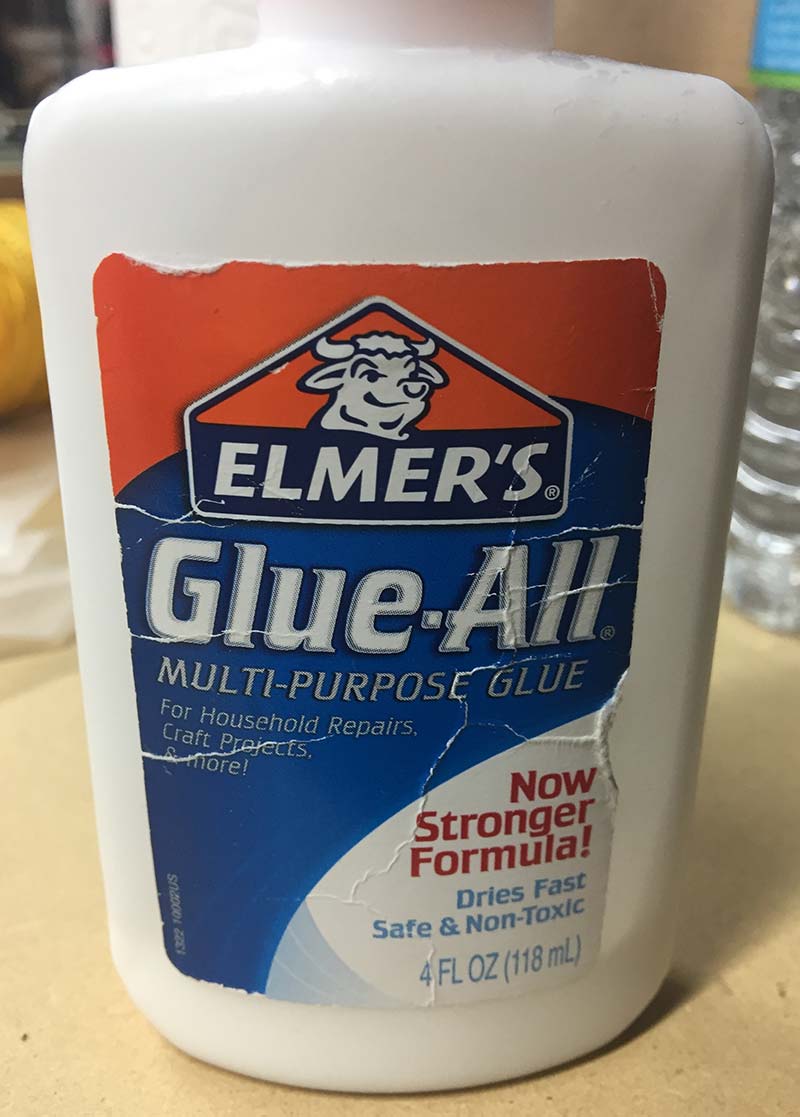 ELMER'S®
Glue-All®
MULTI-PURPOSE GLUE
For Household Repairs,
Craft Projects,
& more!
Now
Stronger
Formula!
Dries Fast
Safe & Non-Toxic
4 FL OZ (118 mL)